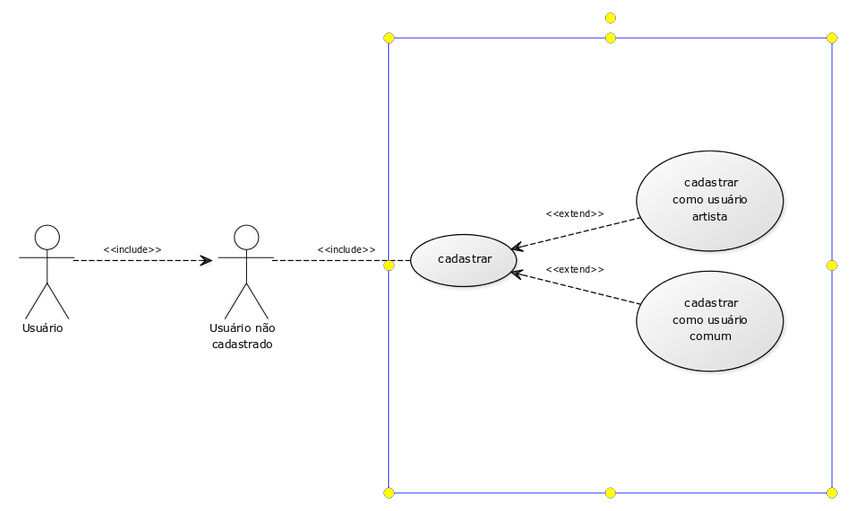 <<include>>
<<include>>
Usuário
Usuário não
cadastrado
cadastrar
<<extend>>
<<extend>>
cadastrar
como usuário
artista
cadastrar
como usuário
comum